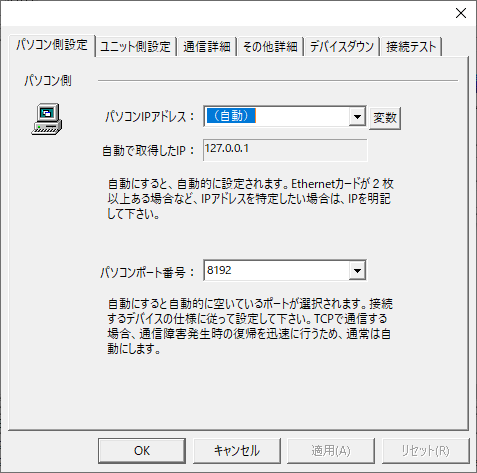 パソコン側設定 ユニット側設定 通信詳細 その他詳細 デバイスダウン 接続テスト
パソコン側
パソコンIPアドレス： （自動） 変数
自動で取得したIP： 127.0.0.1
自動にすると、自動的に設定されます。Ethernetカードが２枚
以上ある場合など、IPアドレスを特定したい場合は、IPを明記
して下さい。
パソコンポート番号： 8192
自動にすると自動的に空いているポートが選択されます。接続
するデバイスの仕様に従って設定して下さい。TCPで通信する
場合、通信障害発生時の復帰を迅速に行うため、通常は自
動にします。
OK キャンセル 適用(A) リセット(R)